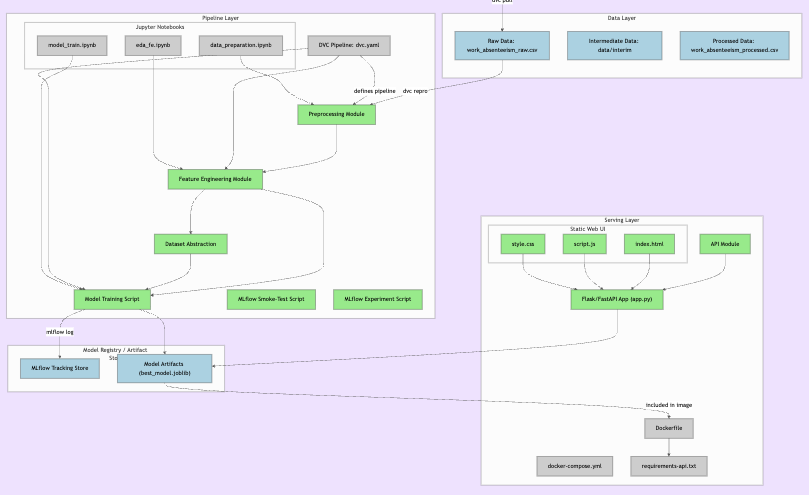 dvc pull
Pipeline Layer
Jupyter Notebooks
model_train.ipynb
eda_fe.ipynb
data_preparation.ipynb
DVC Pipeline: dvc.yaml
Data Layer
Raw Data:
work_absenteeism_raw.csv
Intermediate Data:
data/interim
Processed Data:
work_absenteeism_processed.csv
defines pipeline
dvc repro
Preprocessing Module
Feature Engineering Module
Dataset Abstraction
Model Training Script
MLflow Smoke-Test Script
MLflow Experiment Script
Serving Layer
Static Web UI
style.css
script.js
index.html
API Module
Flask/FastAPI App (app.py)
mlflow log
Model Registry / Artifact
Sto
MLflow Tracking Store
Model Artifacts
(best_model.joblib)
included in image
Dockerfile
docker-compose.yml
requirements-api.txt